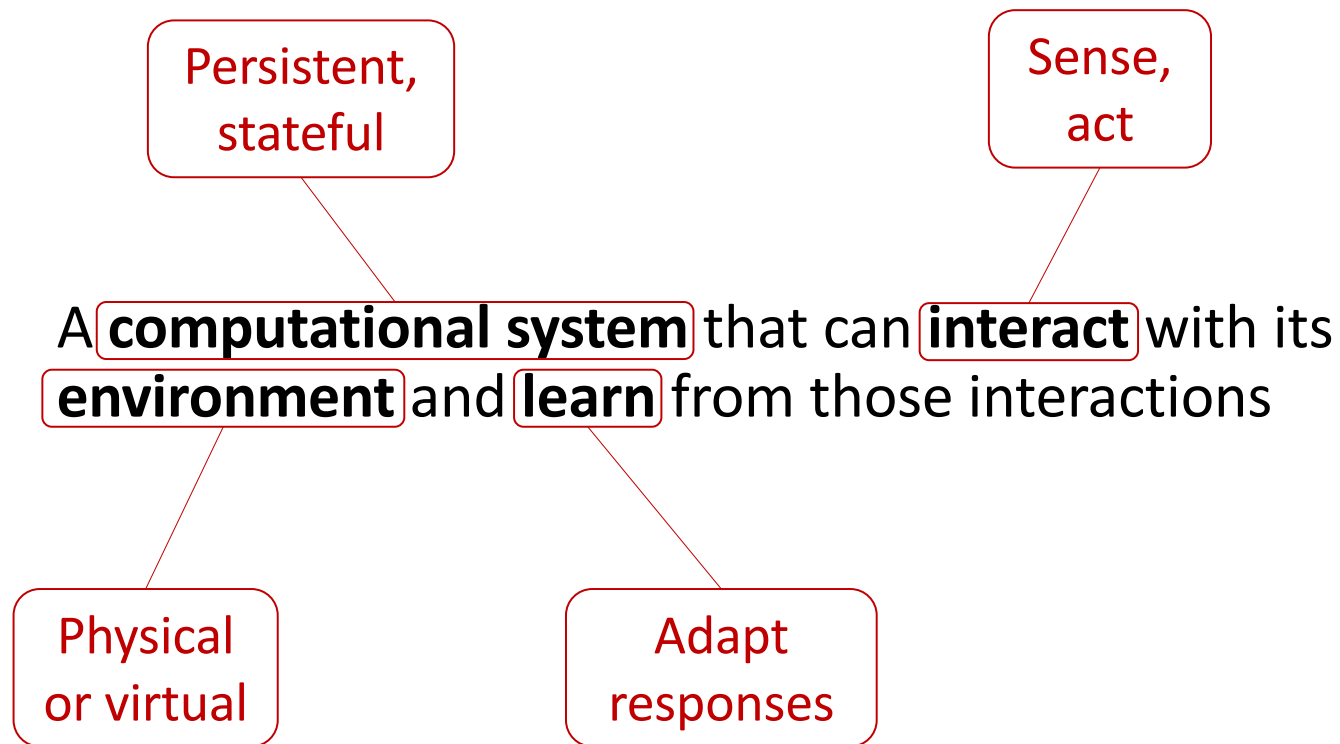 Persistent,
stateful
Sense,
act
A computational system that can interact with its
environment and learn from those interactions
Physical
or virtual
Adapt
responses